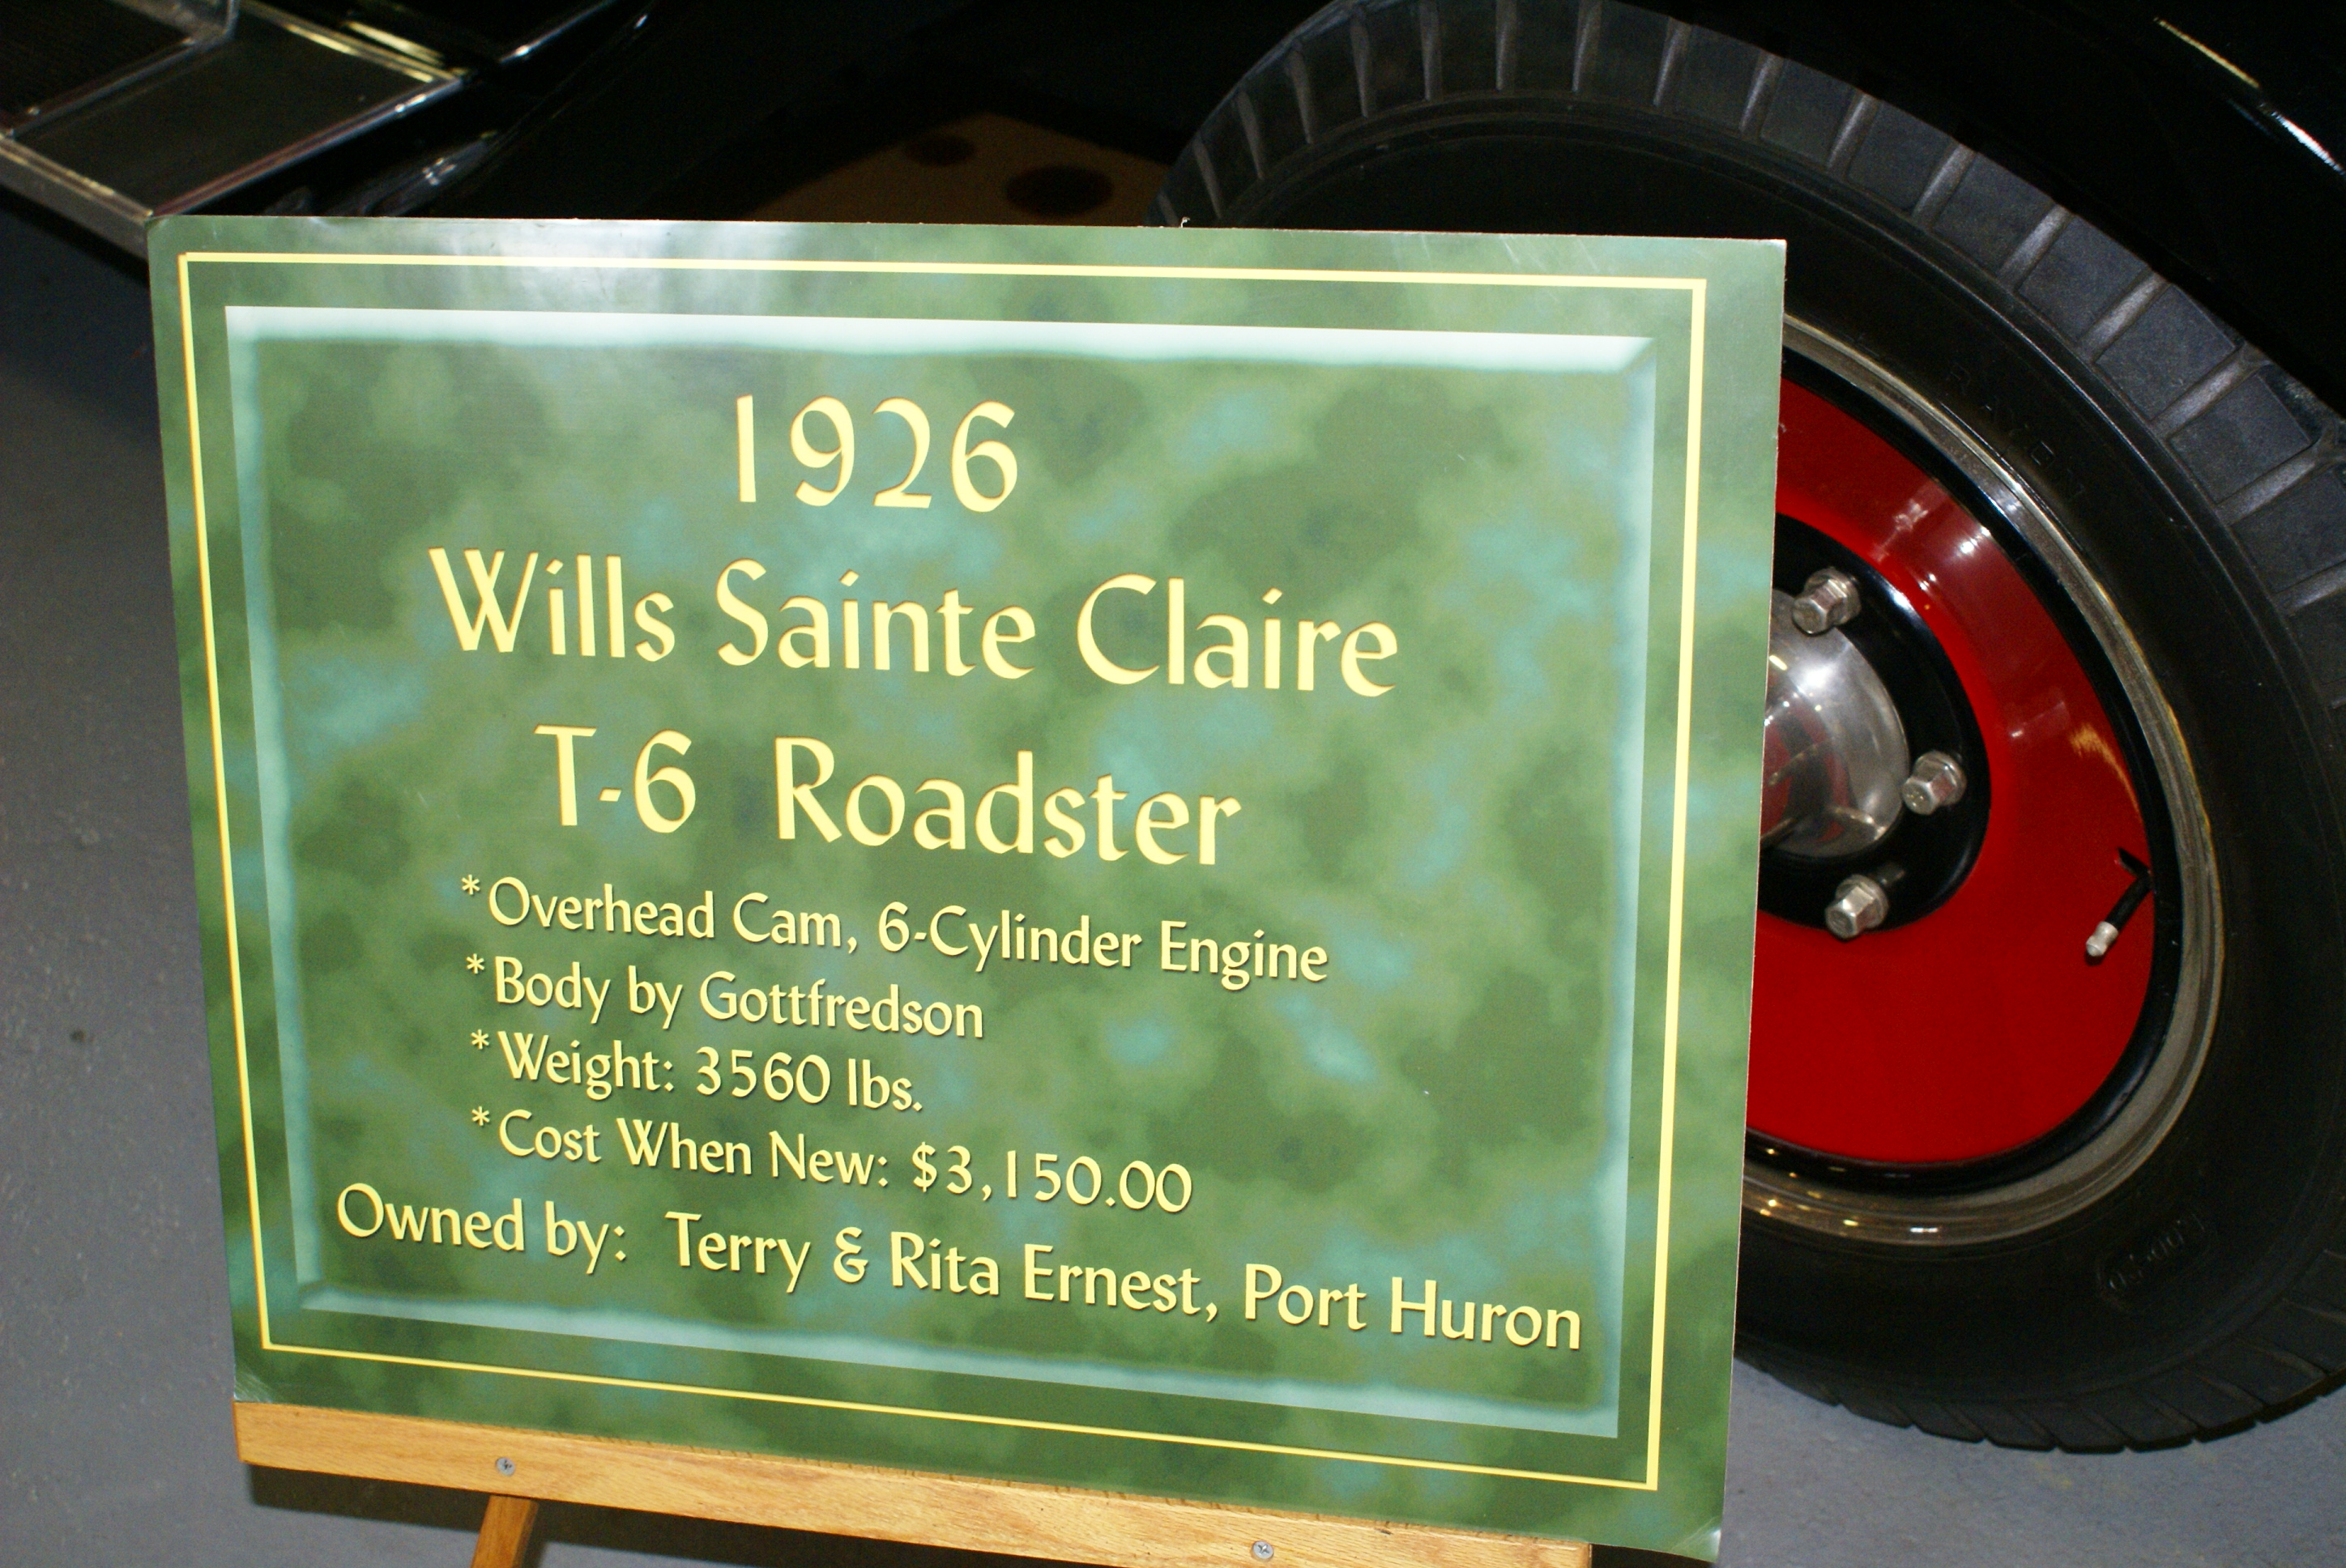 1926
Wills Sainte Claire
T-6 Roadster
*Overhead Cam, 6-Cylinder Engine
*Body by Gottfredson
*Weight: 3560 lbs.
*Cost When New: $3,150.00
Owned by: Terry & Rita Ernest, Port Huron